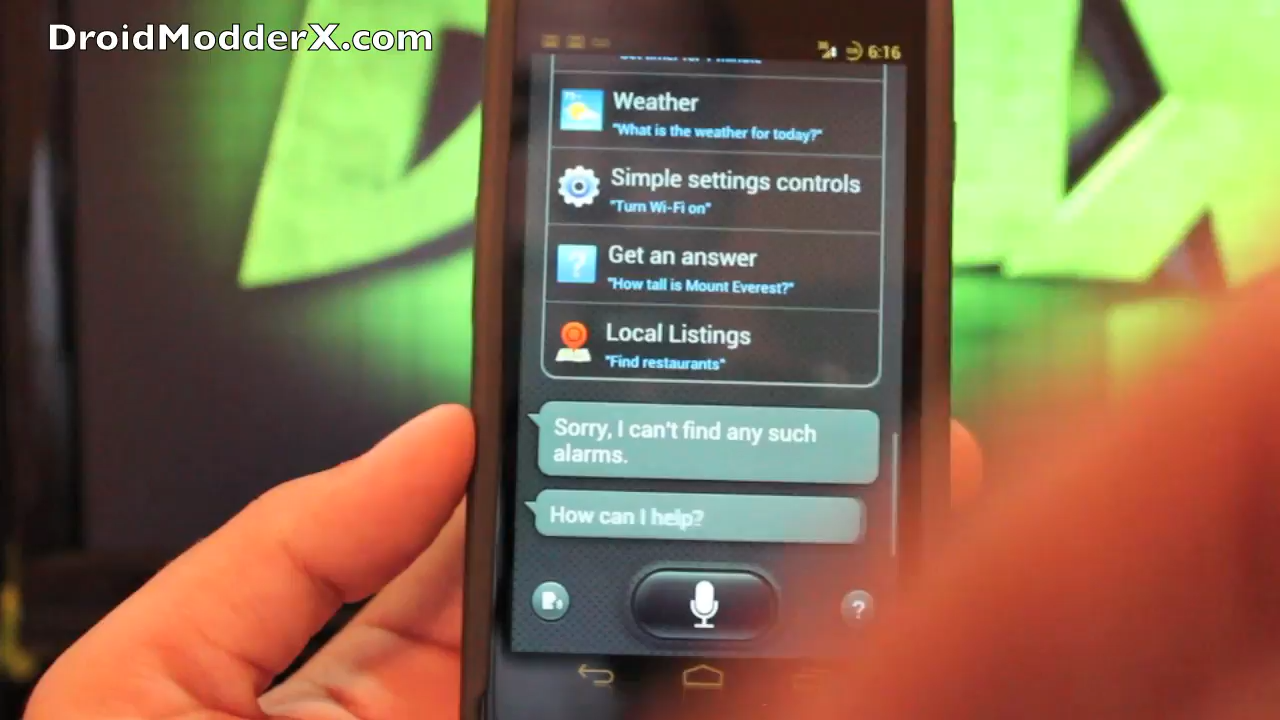 DroidModderX.com
6:16
Weather
"What is the weather for today?"
Simple settings controls
"Turn Wi-Fi on"
Get an answer
"How tall is Mount Everest?"
Local Listings
"Find restaurants"
Sorry, I can't find any such
alarms.
How can I help?
?